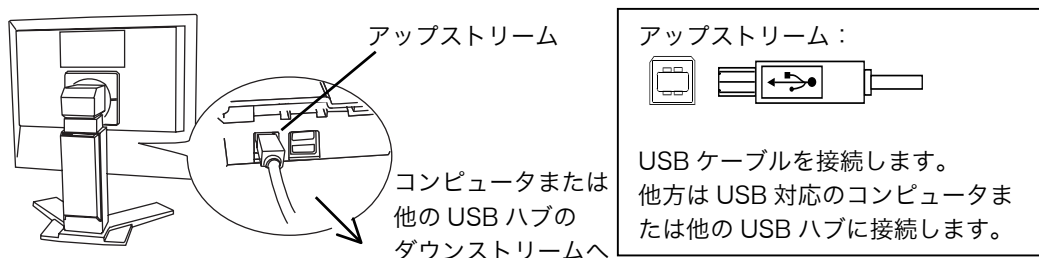 アップストリーム
コンピュータまたは
他の USB ハブの
ダウンストリームへ
アップストリーム：
USB ケーブルを接続します。
他方は USB 対応のコンピュータま
たは他の USB ハブに接続します。